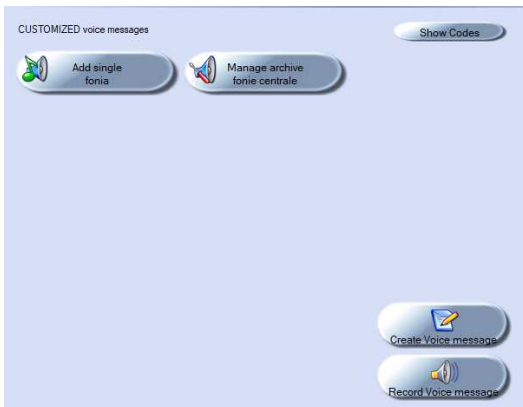 CUSTOMIZED voice messages
Show Codes
Add single
fonia
Manage archive
fonie centrale
Create Voice message
Record Voice message